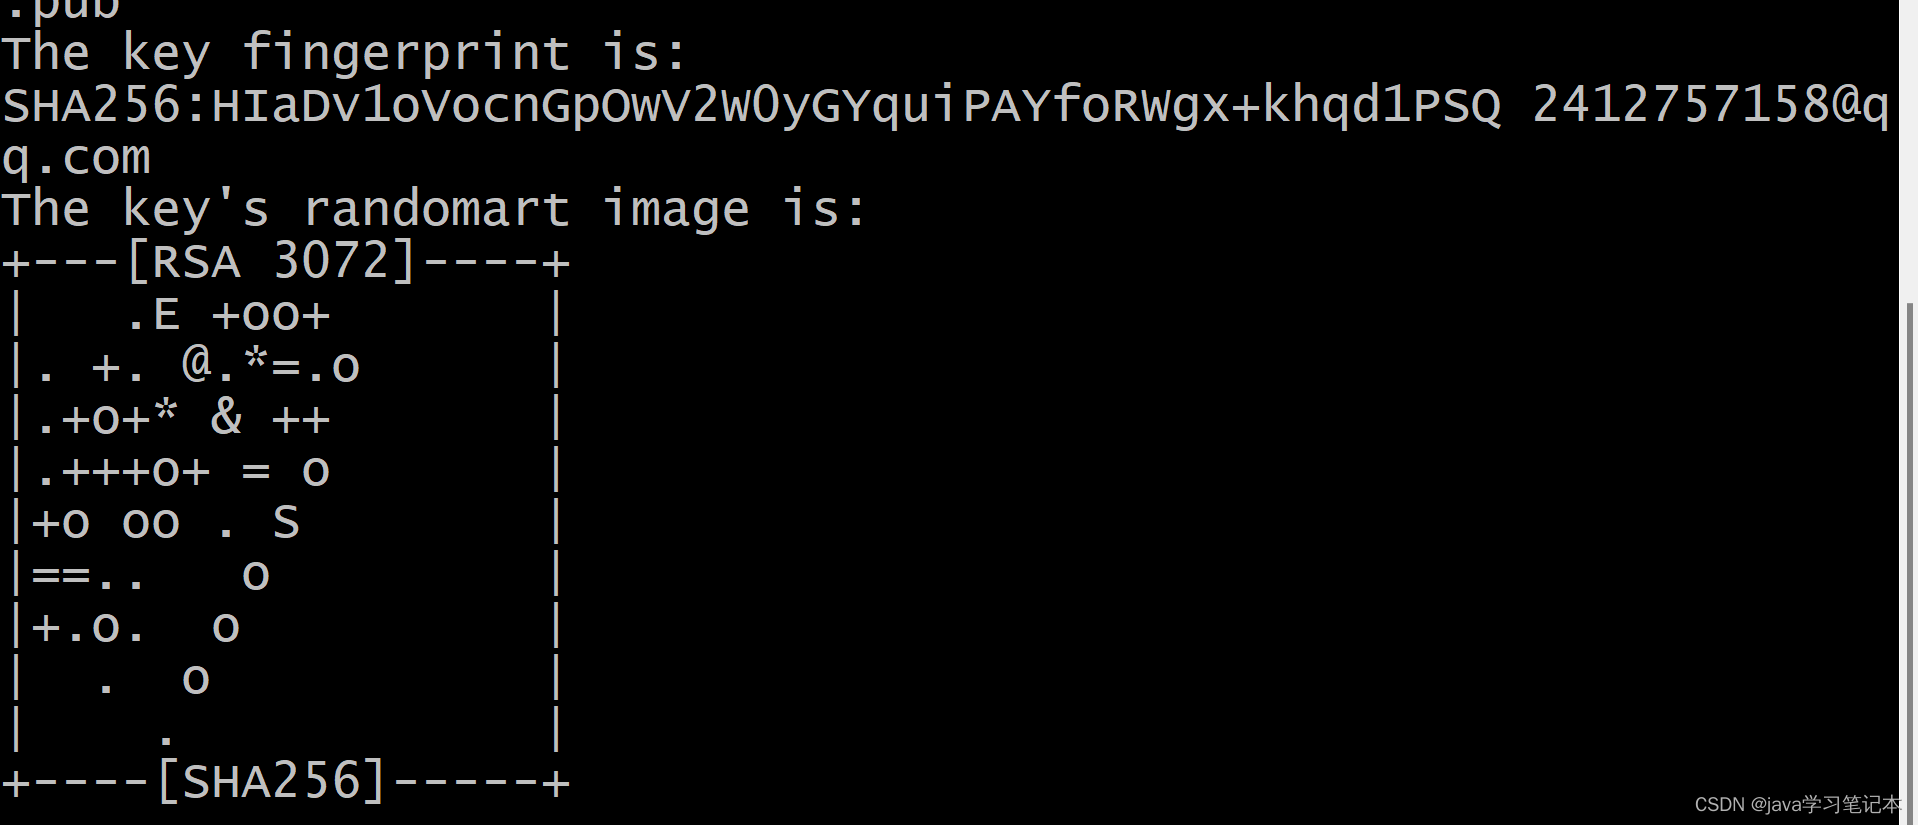 .pub
The key fingerprint is:
SHA256:HIaDv1oVocnGpOwV2W0yGYquiPAYfoRWgx+khqd1PSQ 2412757158@q
q.com
The key's randomart image is:
+---[RSA 3072]----+
|   .E +oo+       |
|. +. @.*=.o      |
|.+o+* & ++       |
|.+++o+ = o       |
|+o oo . S        |
|==..   o         |
|+.o.  o          |
|  .  o           |
|    .            |
+----[SHA256]-----+
CSDN @java学习笔记本